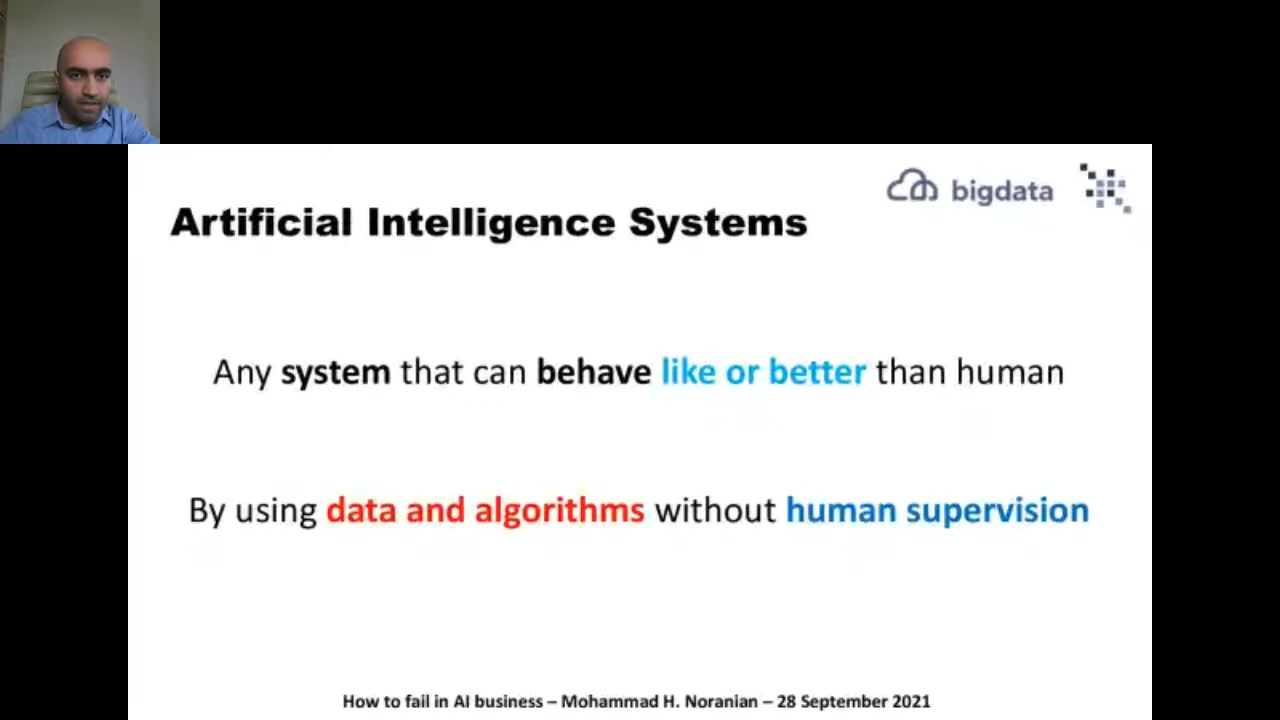 bigdata
Artificial Intelligence Systems
Any system that can behave like or better than human
By using data and algorithms without human supervision
How to fail in AI business – Mohammad H. Noranian – 28 September 2021